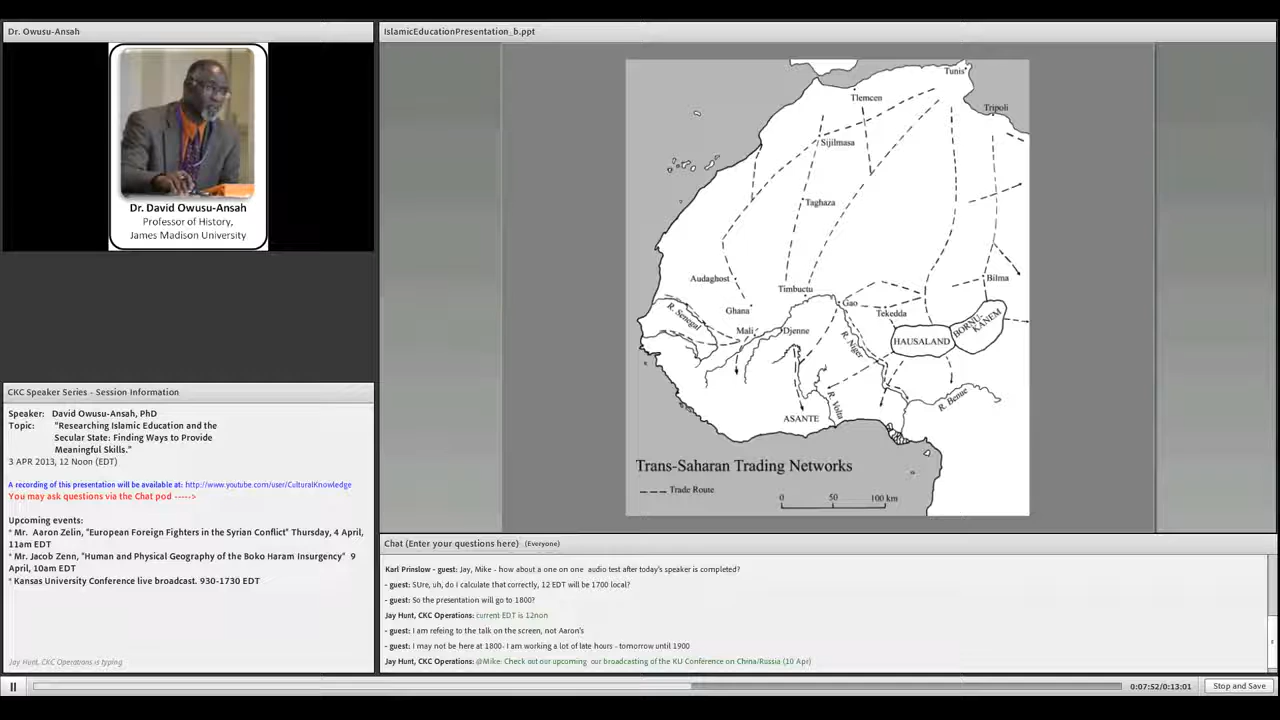 Dr. Owusu-Ansah
Dr. David Owusu-Ansah
Professor of History,
James Madison University
CKC Speaker Series - Session Information
Speaker: David Owusu-Ansah, PhD
Topic: "Researching Islamic Education and the
Secular State: Finding Ways to Provide
Meaningful Skills."
3 APR 2013, 12 Noon (EDT)
A recording of this presentation will be available at: http://www.youtube.com/user/CulturalKnowledge
You may ask questions via the Chat pod ----->
Upcoming events:
* Mr. Aaron Zelin, "European Foreign Fighters in the Syrian Conflict" Thursday, 4 April,
11am EDT
* Mr. Jacob Zenn, "Human and Physical Geography of the Boko Haram Insurgency" 9
April, 10am EDT
* Kansas University Conference live broadcast. 930-1730 EDT
Jay Hunt, CKC Operations is typing
IslamicEducationPresentation_b.ppt
Tunis
Tlemcen
Tripoli
Sijilmasa
Taghaza
Audaghost
Bilma
Timbuctu
Gao
Ghana
Tekedda
R. Senegal
Mali
Djenne
R. Niger
HAUSALAND
BORNU-
KANEM
R. Volta
R. Benue
ASANTE
Trans-Saharan Trading Networks
Trade Route
0 50 100 km
Chat (Enter your questions here) (Everyone)
Karl Prinslow - guest: Jay, Mike - how about a one on one audio test after today's speaker is completed?
- guest: SUre, uh, do I calculate that correctly, 12 EDT will be 1700 local?
- guest: So the presentation will go to 1800?
Jay Hunt, CKC Operations: current EDT is 12non
- guest: I am refeing to the talk on the screen, not Aaron's
- guest: I may not be here at 1800- I am working a lot of late hours - tomorrow until 1900
Jay Hunt, CKC Operations: @Mike: Check out our upcoming our broadcasting of the KU Conference on China/Russia (10 Apr)
0:07:52/0:13:01
Stop and Save